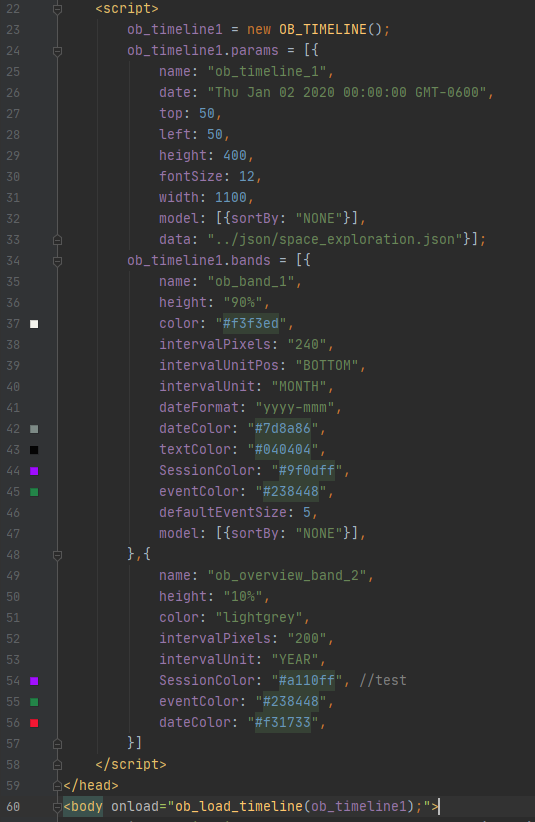 22 <script>
23 ob_timeline1 = new OB_TIMELINE();
24 ob_timeline1.params = [{
25 name: "ob_timeline_1",
26 date: "Thu Jan 02 2020 00:00:00 GMT-0600",
27 top: 50,
28 left: 50,
29 height: 400,
30 fontSize: 12,
31 width: 1100,
32 model: [{sortBy: "NONE"}],
33 data: "../json/space_exploration.json"}];
34 ob_timeline1.bands = [{
35 name: "ob_band_1",
36 height: "90%",
37 color: "#f3f3ed",
38 intervalPixels: "240",
39 intervalUnitPos: "BOTTOM",
40 intervalUnit: "MONTH",
41 dateFormat: "yyyy-mmm",
42 dateColor: "#7d8a86",
43 textColor: "#040404",
44 SessionColor: "#9f0dff",
45 eventColor: "#238448",
46 defaultEventSize: 5,
47 model: [{sortBy: "NONE"}],
48 },{
49 name: "ob_overview_band_2",
50 height: "10%",
51 color: "lightgrey",
52 intervalPixels: "200",
53 intervalUnit: "YEAR",
54 SessionColor: "#a110ff", //test
55 eventColor: "#238448",
56 dateColor: "#f31733",
57 }]
58 </script>
59 </head>
60 <body onload="ob_load_timeline(ob_timeline1);">